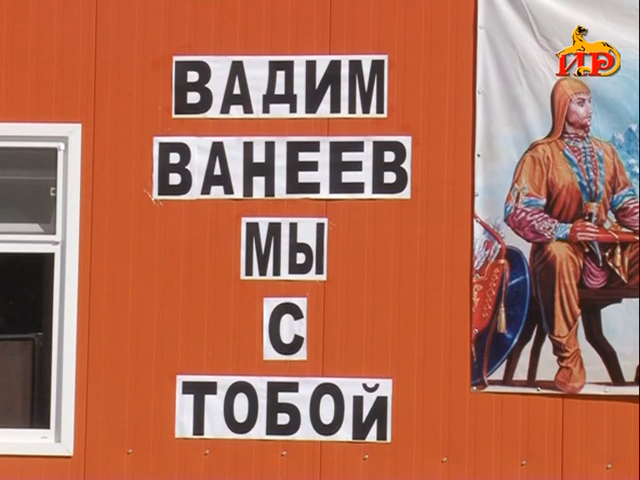 ВАДИМ
ВАНЕЕВ
МЫ
С
ТОБОЙ
ИР